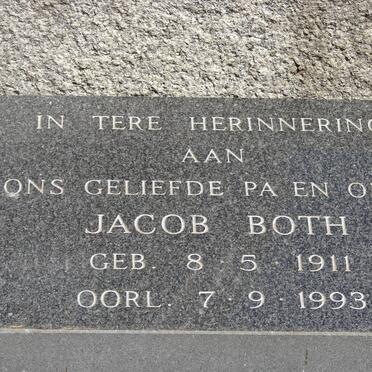 IN TERE HERINNERING
AAN
ONS GELIEFDE PA EN
JACOB BOTH
GEB. 8·5·1911
OORL. 7·9·1993